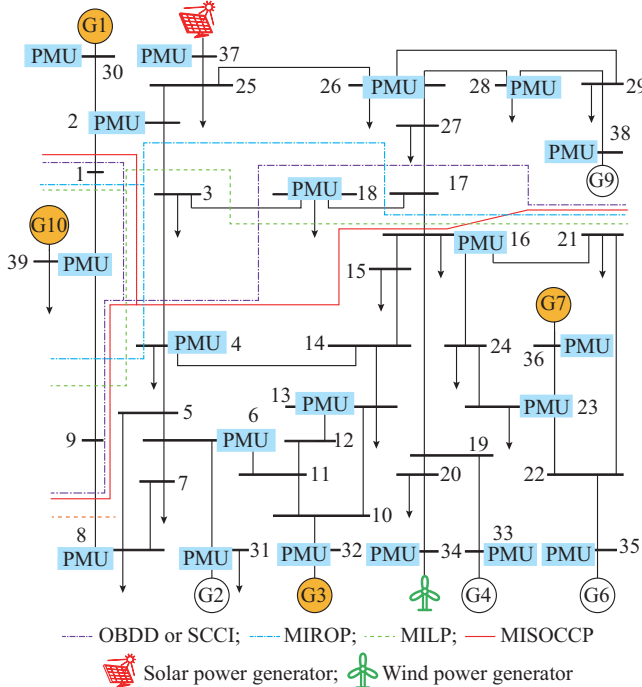 G1
PMU 37
PMU
30
25
26 PMU
28 PMU
29
2 PMU
27
38
PMU
G9
1
3
PMU
18
17
G10
39 PMU
15
PMU 16
21
G7
PMU 4
14
24
36 PMU
13 PMU
PMU 23
5
6
PMU
12
9
7
11
19
20
22
10
8
PMU
PMU 31
PMU 32
PMU 34
33
PMU
PMU 35
G2
G3
G4
G6
OBDD or SCCI; MIROP; MILP; MISOCCP
Solar power generator; Wind power generator